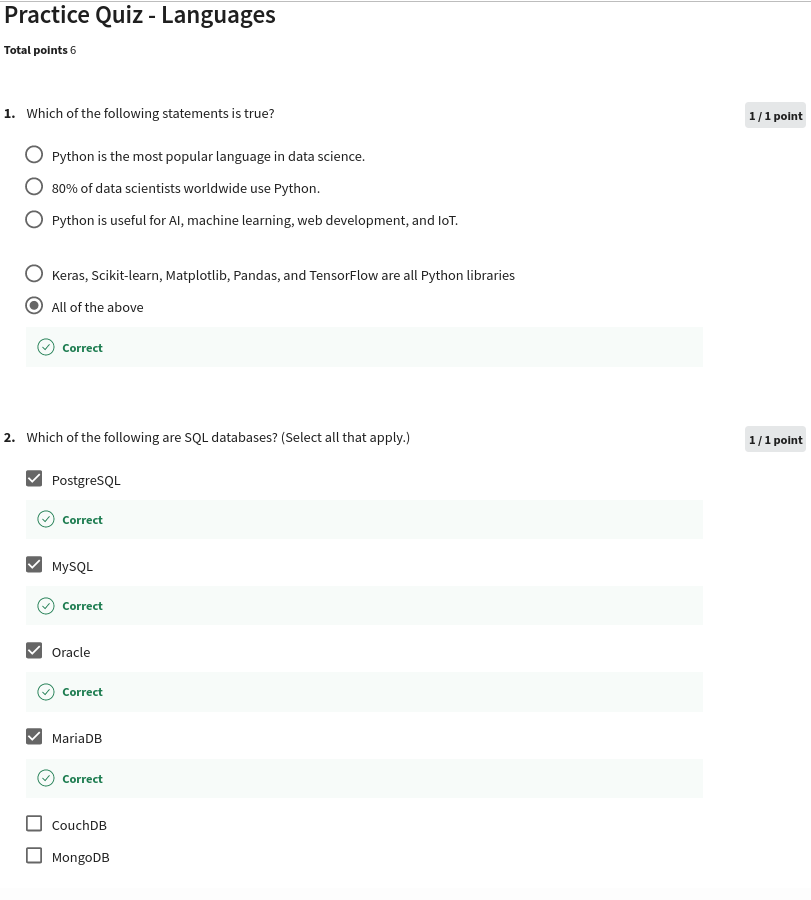 Practice Quiz - Languages
Total points 6
1. Which of the following statements is true?
1 / 1 point
Python is the most popular language in data science.
80% of data scientists worldwide use Python.
Python is useful for AI, machine learning, web development, and IoT.
Keras, Scikit-learn, Matplotlib, Pandas, and TensorFlow are all Python libraries
All of the above
Correct
2. Which of the following are SQL databases? (Select all that apply.)
1 / 1 point
PostgreSQL
Correct
MySQL
Correct
Oracle
Correct
MariaDB
Correct
CouchDB
MongoDB